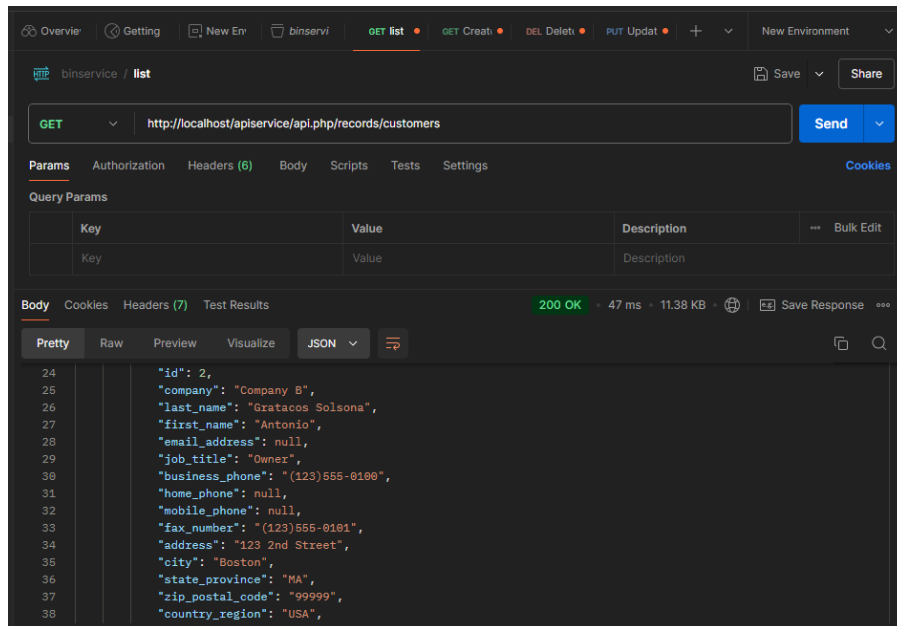 Overvie Getting New En binservi GET list GET Creat DEL Delet PUT Updat New Environment
HTTP binservice / list Save Share
GET http://localhost/apiservice/api.php/records/customers Send
Params Authorization Headers (6) Body Scripts Tests Settings Cookies
Query Params
Key Value Description Bulk Edit
Key Value Description
Body Cookies Headers (7) Test Results 200 OK 47 ms 11.38 KB e.g. Save Response
Pretty Raw Preview Visualize JSON
24 "id": 2,
25 "company": "Company B",
26 "last_name": "Gratacos Solsona",
27 "first_name": "Antonio",
28 "email_address": null,
29 "job_title": "Owner",
30 "business_phone": "(123)555-0100",
31 "home_phone": null,
32 "mobile_phone": null,
33 "fax_number": "(123)555-0101",
34 "address": "123 2nd Street",
35 "city": "Boston",
36 "state_province": "MA",
37 "zip_postal_code": "99999",
38 "country_region": "USA",